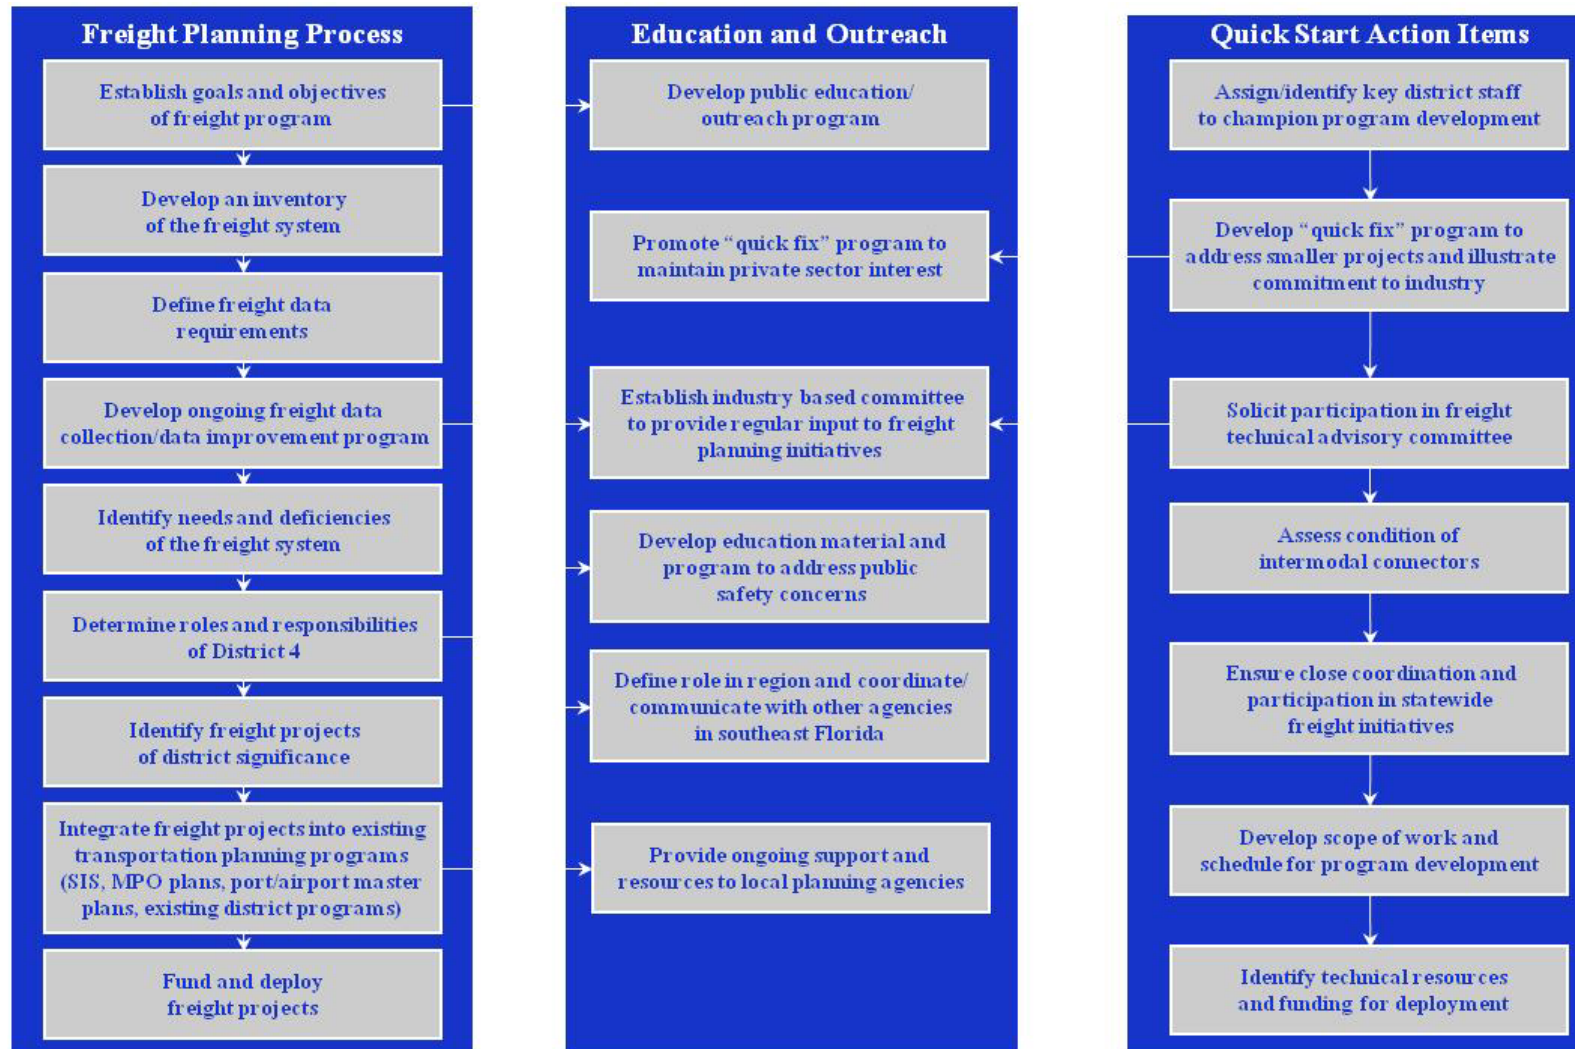 Freight Planning Process
Establish goals and objectives
of freight program
Develop an inventory
of the freight system
Define freight data
requirements
Develop ongoing freight data
collection/data improvement program
Identify needs and deficiencies
of the freight system
Determine roles and responsibilities
of District 4
Identify freight projects
of district significance
Integrate freight projects into existing
transportation planning programs
(SIS, MPO plans, port/airport master
plans, existing district programs)
Fund and deploy
freight projects
Education and Outreach
Develop public education/
outreach program
Promote “quick fix” program to
maintain private sector interest
Establish industry based committee
to provide regular input to freight
planning initiatives
Develop education material and
program to address public
safety concerns
Define role in region and coordinate/
communicate with other agencies
in southeast Florida
Provide ongoing support and
resources to local planning agencies
Quick Start Action Items
Assign/identify key district staff
to champion program development
Develop “quick fix” program to
address smaller projects and illustrate
commitment to industry
Solicit participation in freight
technical advisory committee
Assess condition of
intermodal connectors
Ensure close coordination and
participation in statewide
freight initiatives
Develop scope of work and
schedule for program development
Identify technical resources
and funding for deployment